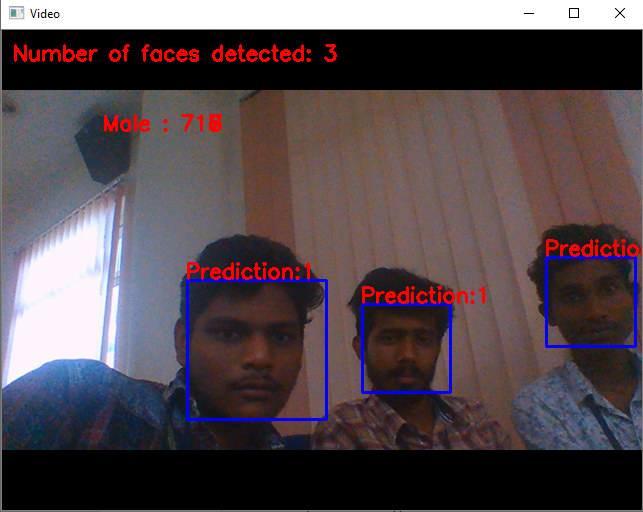 Video
Number of faces detected: 3
Male : 71
Prediction:1
Prediction:1
Predictio